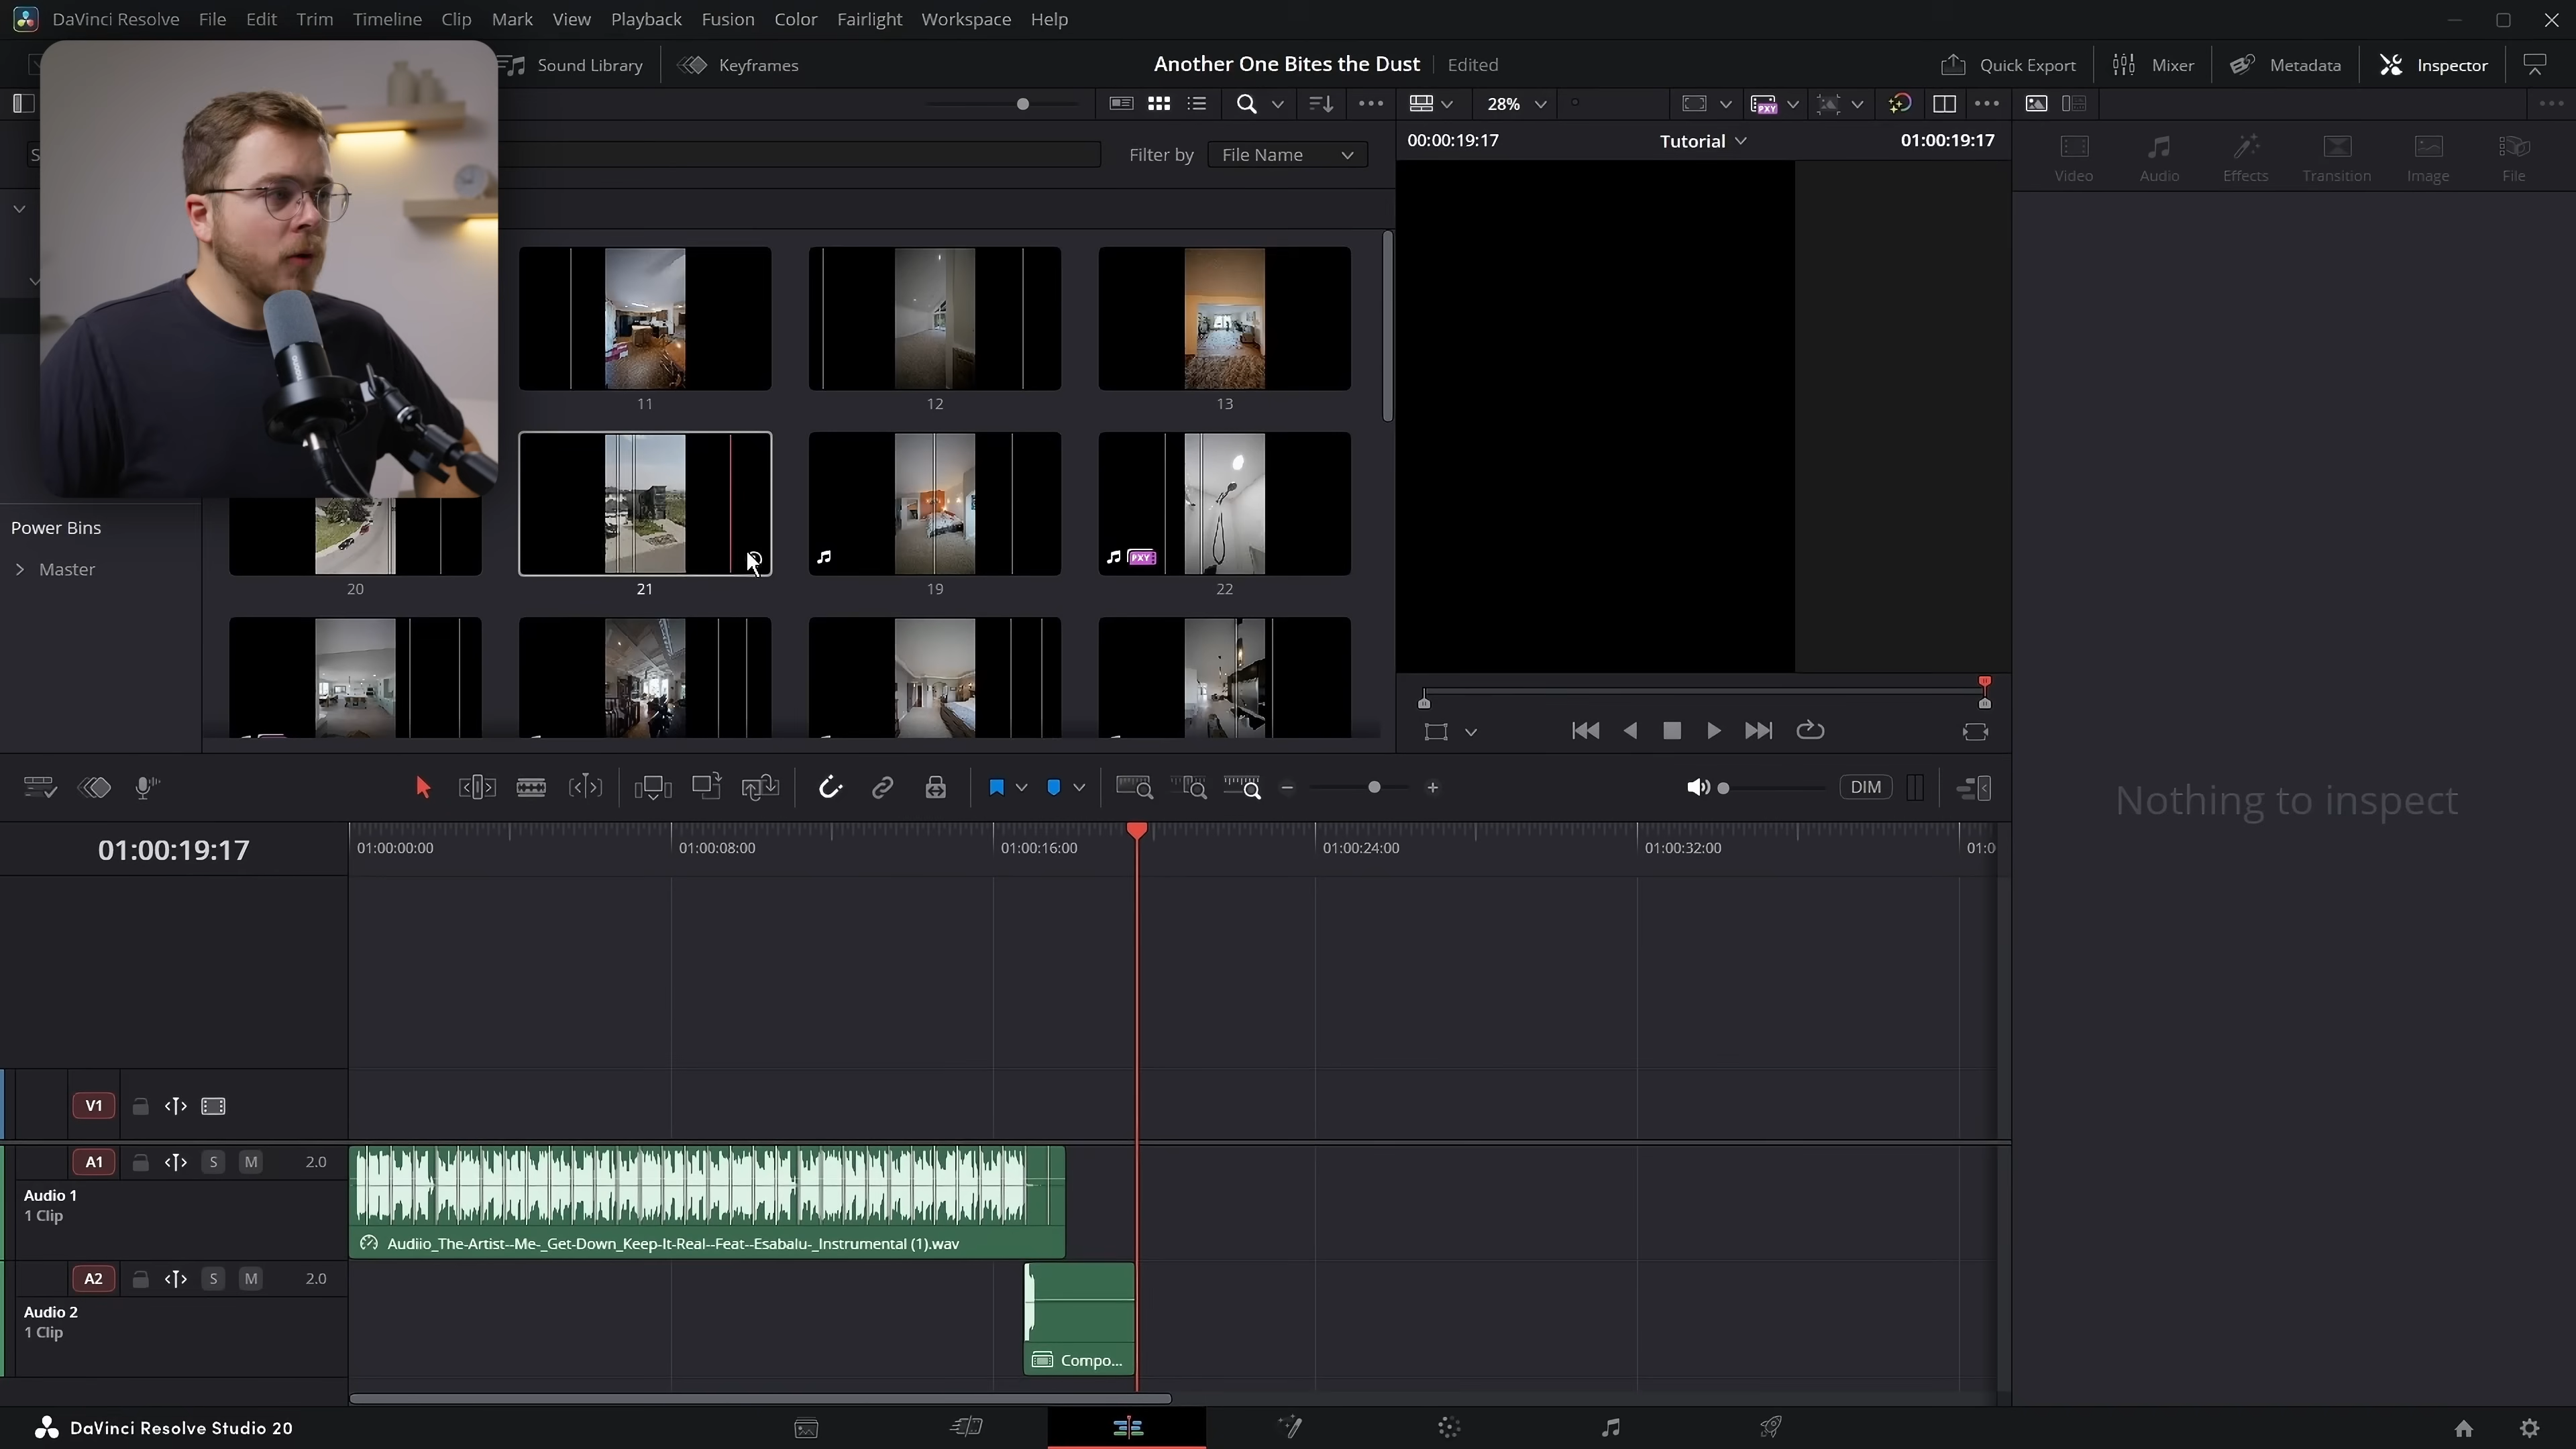 DaVinci Resolve File Edit Trim Timeline Clip Mark View Playback Fusion Color Fairlight Workspace Help
Sound Library Keyframes Another One Bites the Dust Edited Quick Export Mixer Metadata Inspector
28% PXY
00:00:19:17 Tutorial 01:00:19:17
S Filter by File Name
Video Audio Effects Transition Image File
11 12 13
PXY
Power Bins
Master
20 21 19 22
DIM
Nothing to inspect
01:00:19:17
01:00:00:00 01:00:08:00 01:00:16:00 01:00:24:00 01:00:32:00 01:0
V1
A1 S M 2.0
Audio 1
1 Clip
Audiio_The-Artist--Me-_Get-Down_Keep-It-Real--Feat--Esabalu-_Instrumental (1).wav
A2 S M 2.0
Audio 2
1 Clip
Compo...
DaVinci Resolve Studio 20